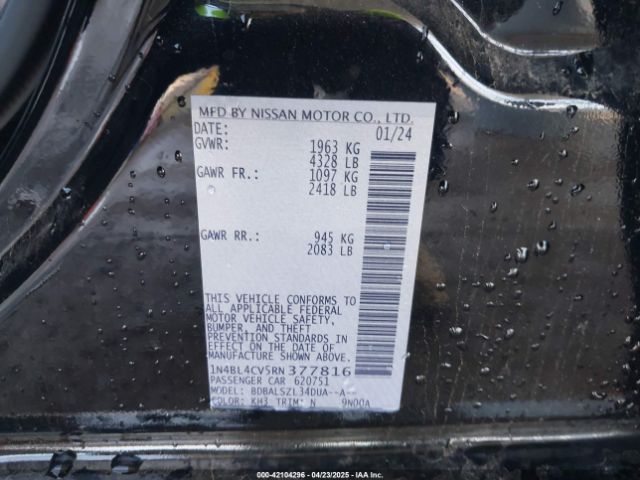 MFD BY NISSAN MOTOR CO., LTD.
DATE: 01/24
GVWR: 1963 KG
4328 LB
GAWR FR.: 1097 KG
2418 LB
GAWR RR.: 945 KG
2083 LB
THIS VEHICLE CONFORMS TO
ALL APPLICABLE FEDERAL
MOTOR VEHICLE SAFETY,
BUMPER, AND THEFT
PREVENTION STANDARDS
IN EFFECT ON THE DATE OF
MANUFACTURE SHOWN ABOVE.
1N4BL4CV5RN377816
PASSENGER CAR 620751
MODEL: BDBALSZL34DUA--A--
COLOR: KH3 TRIM: N 9N00A
000-42104296 - 04/23/2025 - IAA Inc.